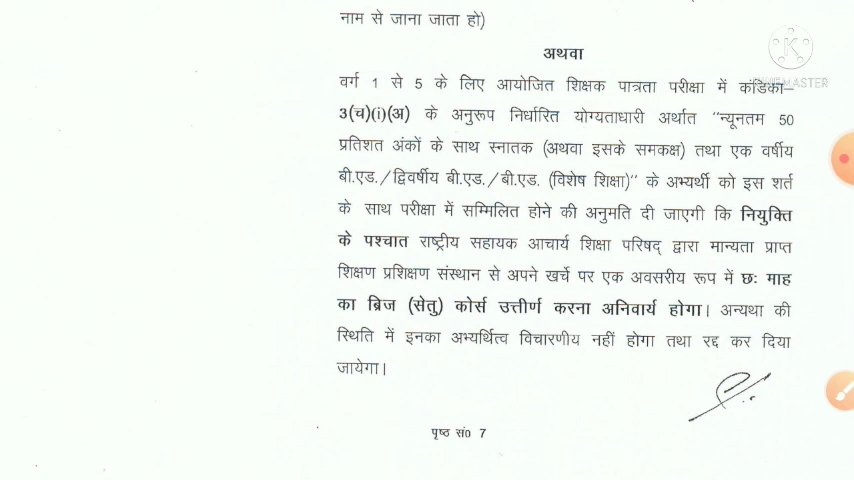 नाम से जाना जाता हो)
अथवा
वर्ग 1 से 5 के लिए आयोजित शिक्षक पात्रता परीक्षा में कंडिका–
3(च)(i)(अ) के अनुरूप निर्धारित योग्यताधारी अर्थात "न्यूनतम 50
प्रतिशत अंकों के साथ स्नातक (अथवा इसके समकक्ष) तथा एक वर्षीय
बी.एड./द्विवर्षीय बी.एड./बी.एड. (विशेष शिक्षा)" के अभ्यर्थी को इस शर्त
के साथ परीक्षा में सम्मिलित होने की अनुमति दी जाएगी कि नियुक्ति
के पश्चात राष्ट्रीय सहायक आचार्य शिक्षा परिषद् द्वारा मान्यता प्राप्त
शिक्षण प्रशिक्षण संस्थान से अपने खर्चे पर एक अवसरीय रूप में छः माह
का ब्रिज (सेतु) कोर्स उत्तीर्ण करना अनिवार्य होगा। अन्यथा की
स्थिति में इनका अभ्यर्थित्व विचारणीय नहीं होगा तथा रद्द कर दिया
जायेगा।
पृष्ठ सं0 7